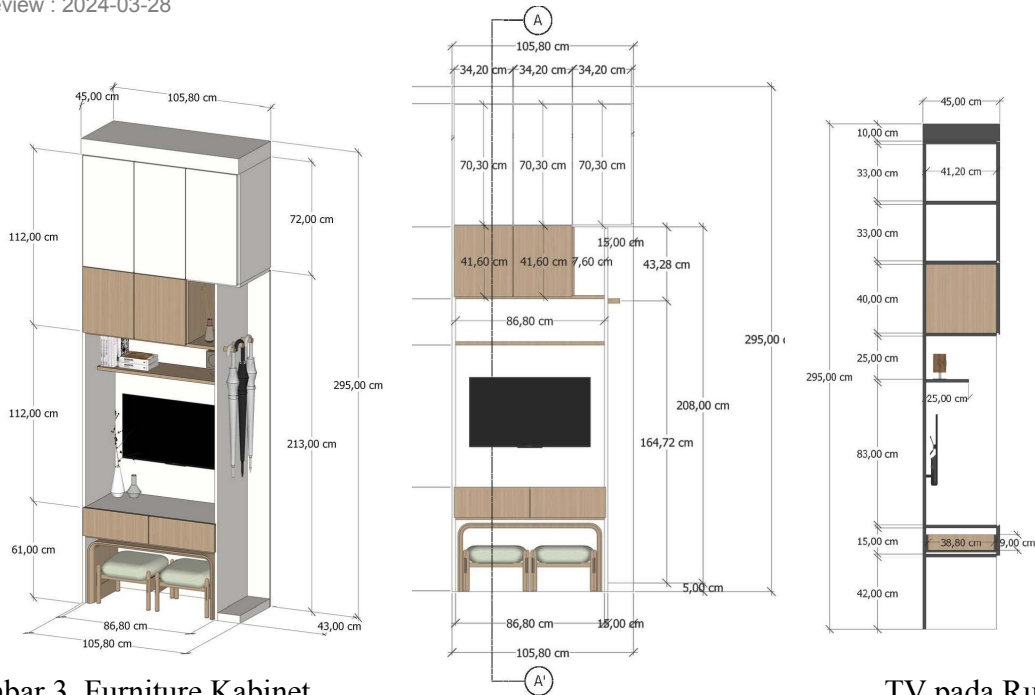 eview : 2024-03-28
45,00 cm
105,80 cm
112,00 cm
72,00 cm
112,00 cm
295,00 cm
213,00 cm
61,00 cm
86,80 cm
105,80 cm
43,00 cm
A
105,80 cm
34,20 cm 34,20 cm 34,20 cm
70,30 cm 70,30 cm 70,30 cm
15,00 cm
41,60 cm 41,60 cm 7,60 cm
43,28 cm
86,80 cm
295,00
208,00 cm
164,72 cm
5,00 cm
86,80 cm 15,00 cm
105,80 cm
A'
45,00 cm
10,00 cm
33,00 cm
41,20 cm
33,00 cm
40,00 cm
25,00 cm
295,00 cm
25,00 cm
83,00 cm
15,00 cm
38,80 cm
9,00 cm
42,00 cm
bar 3. Furniture Kabinet
TV pada Ru